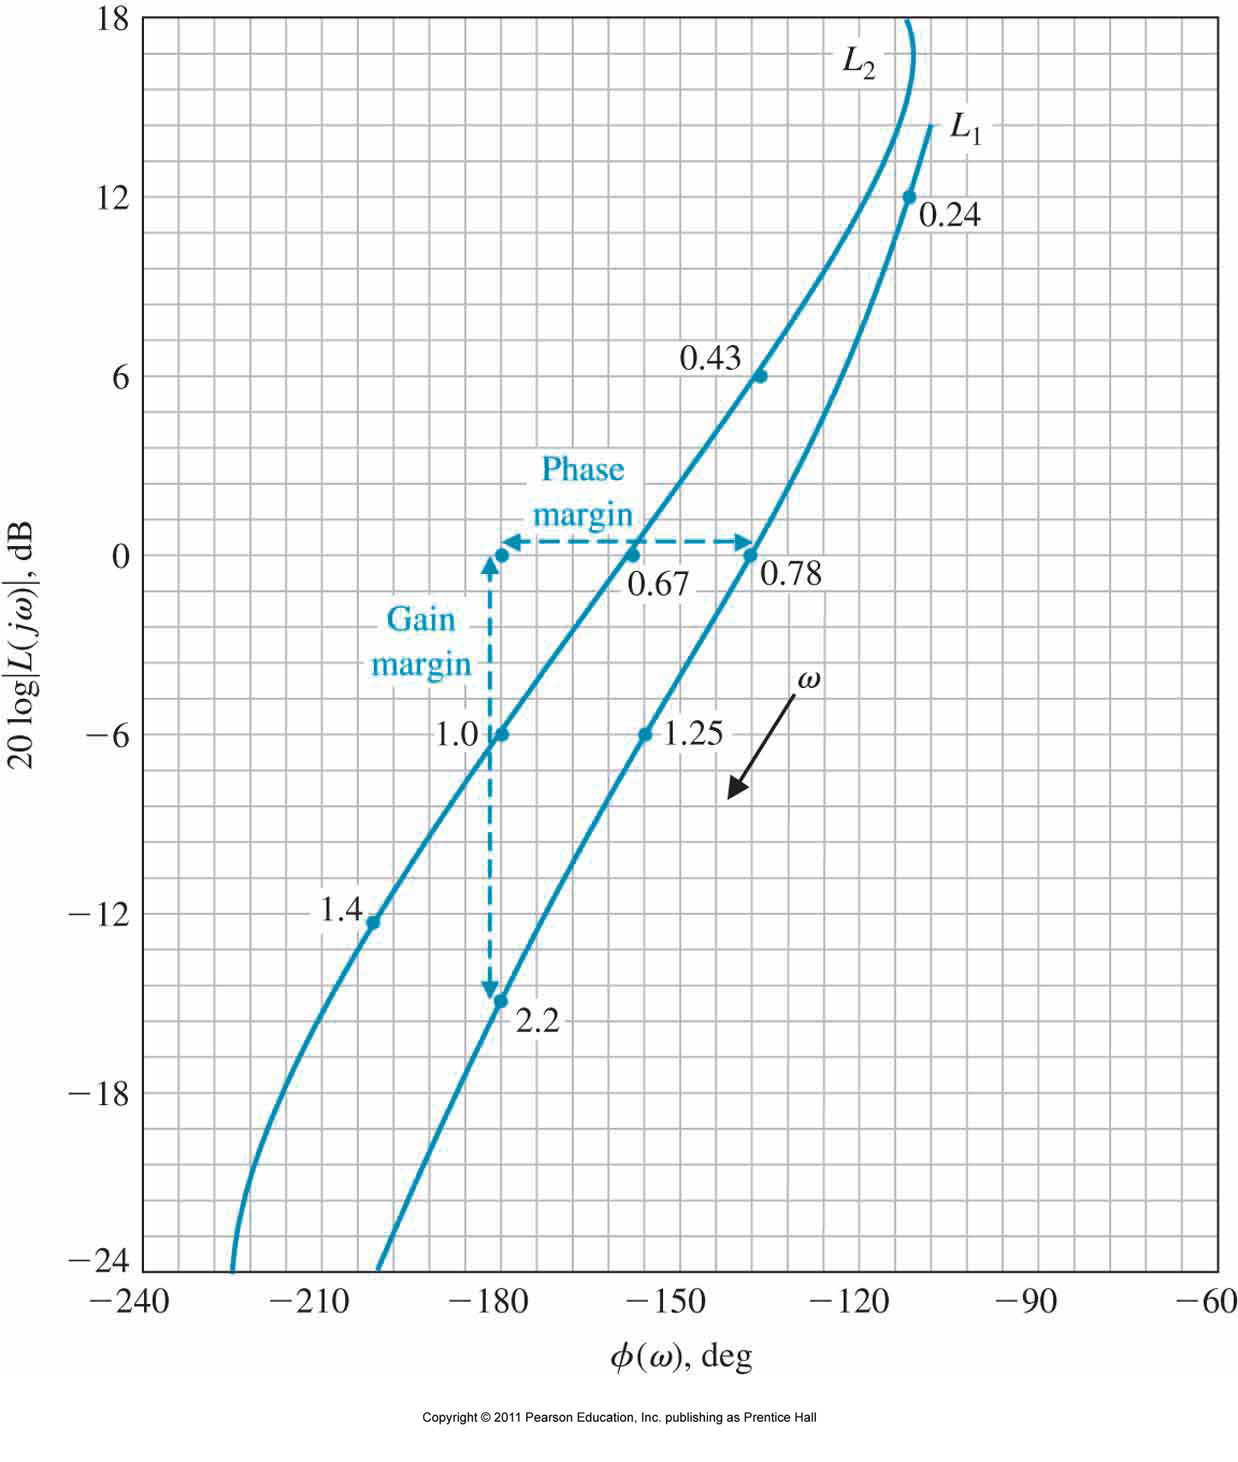 18
L₂
L₁
12
0.24
0.43
6
Phase
margin
0
0.67
0.78
20 log|L(jω)|, dB
Gain
margin
ω
−6
1.0
1.25
−12
1.4
2.2
−18
−24
−240
−210
−180
−150
−120
−90
−60
ϕ(ω), deg
Copyright © 2011 Pearson Education, Inc. publishing as Prentice Hall